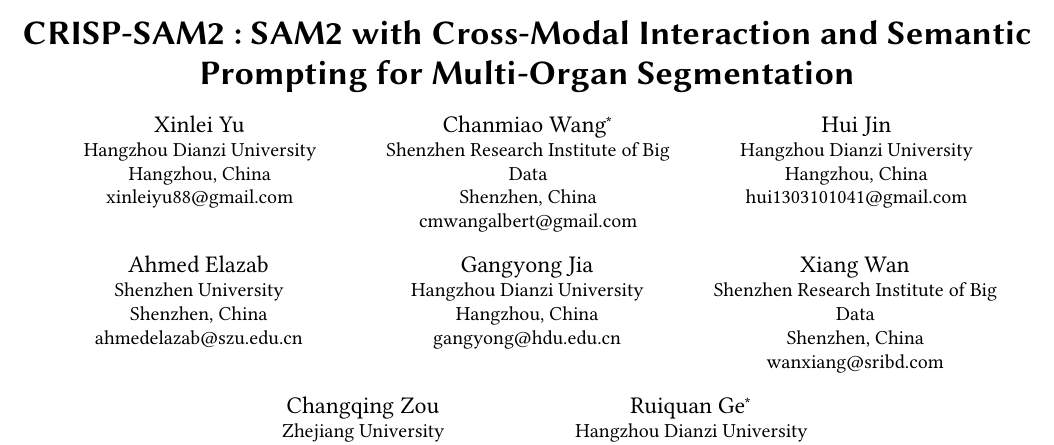 CRISP-SAM2 : SAM2 with Cross-Modal Interaction and Semantic
Prompting for Multi-Organ Segmentation
Xinlei Yu
Hangzhou Dianzi University
Hangzhou, China
xinleiyu88@gmail.com
Chanmiao Wang*
Shenzhen Research Institute of Big
Data
Shenzhen, China
cmwangalbert@gmail.com
Hui Jin
Hangzhou Dianzi University
Hangzhou, China
hui1303101041@gmail.com
Ahmed Elazab
Shenzhen University
Shenzhen, China
ahmedelazab@szu.edu.cn
Gangyong Jia
Hangzhou Dianzi University
Hangzhou, China
gangyong@hdu.edu.cn
Xiang Wan
Shenzhen Research Institute of Big
Data
Shenzhen, China
wanxiang@sribd.com
Changqing Zou
Zhejiang University
Ruiquan Ge*
Hangzhou Dianzi University